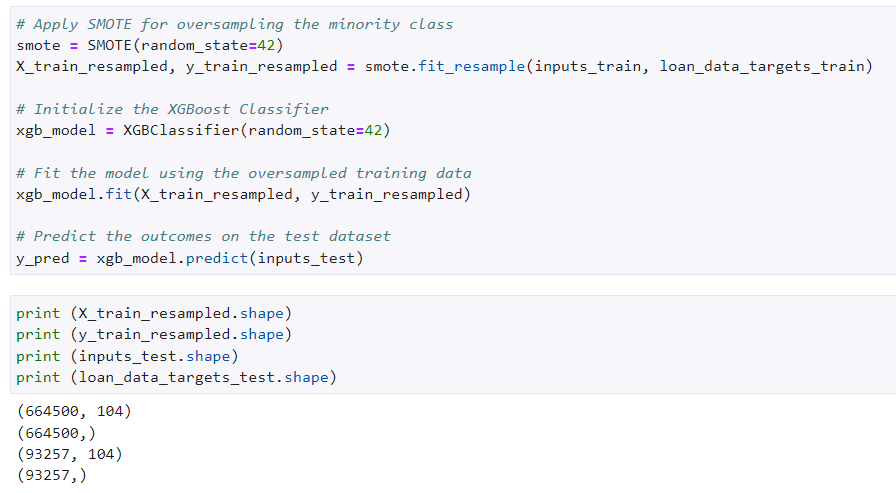 # Apply SMOTE for oversampling the minority class
smote = SMOTE(random_state=42)
X_train_resampled, y_train_resampled = smote.fit_resample(inputs_train, loan_data_targets_train)
# Initialize the XGBoost Classifier
xgb_model = XGBClassifier(random_state=42)
# Fit the model using the oversampled training data
xgb_model.fit(X_train_resampled, y_train_resampled)
# Predict the outcomes on the test dataset
y_pred = xgb_model.predict(inputs_test)
print (X_train_resampled.shape)
print (y_train_resampled.shape)
print (inputs_test.shape)
print (loan_data_targets_test.shape)
(664500, 104)
(664500,)
(93257, 104)
(93257,)